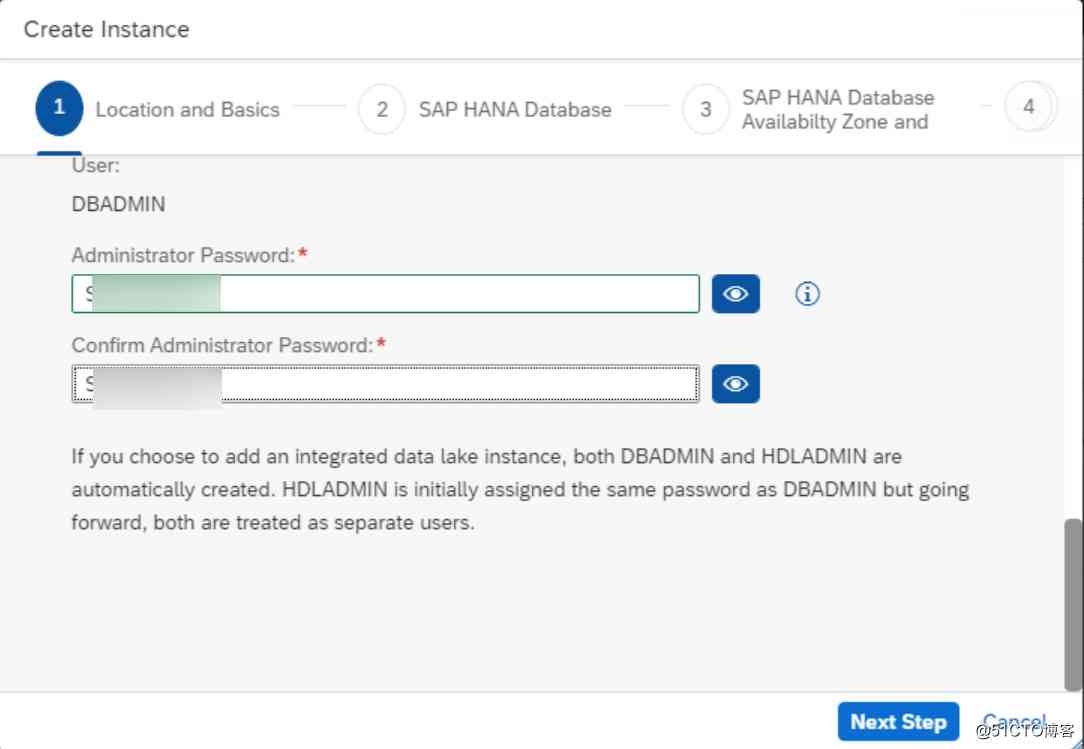 Create Instance
1 Location and Basics 2 SAP HANA Database 3 SAP HANA Database
Availabilty Zone and 4
User:
DBADMIN
Administrator Password:*
Confirm Administrator Password:*
If you choose to add an integrated data lake instance, both DBADMIN and HDLADMIN are
automatically created. HDLADMIN is initially assigned the same password as DBADMIN but going
forward, both are treated as separate users.
Next Step Cancel
@51CTO博客